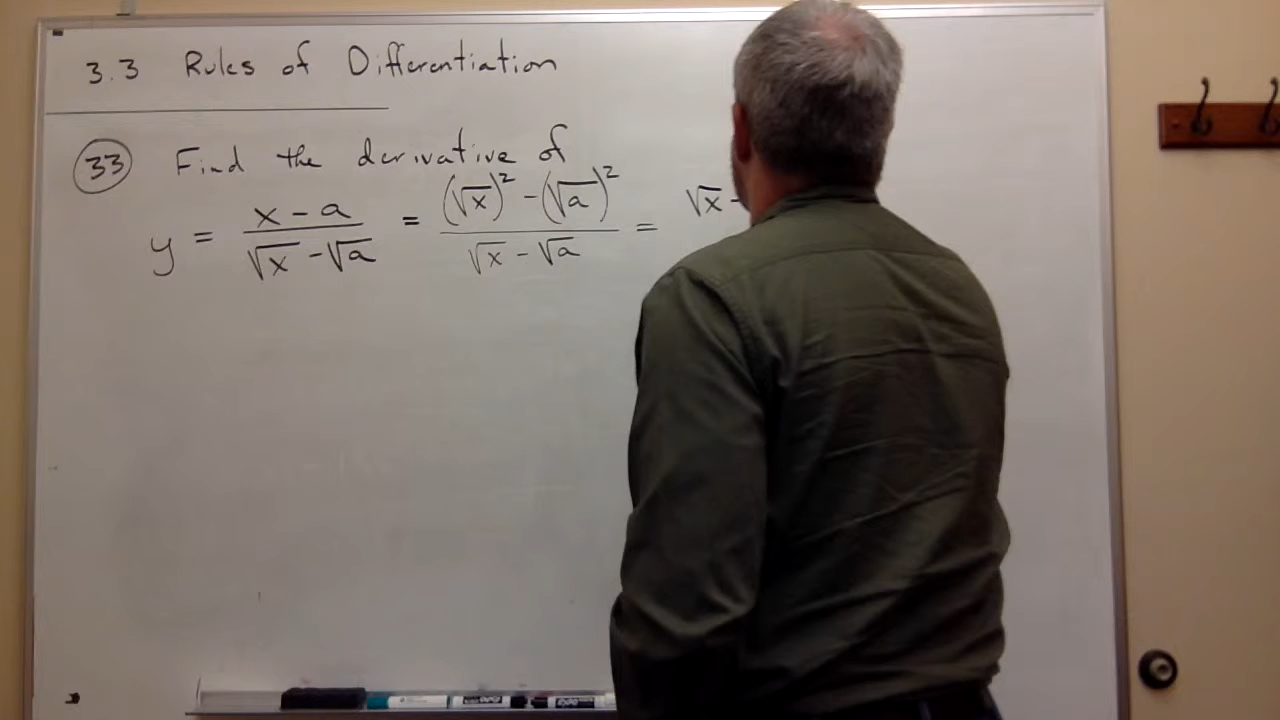 3.3 Rules of Differentiation
33 Find the derivative of
y = (x - a)/(√x - √a) = ((√x)² - (√a)²)/(√x - √a) = √x -